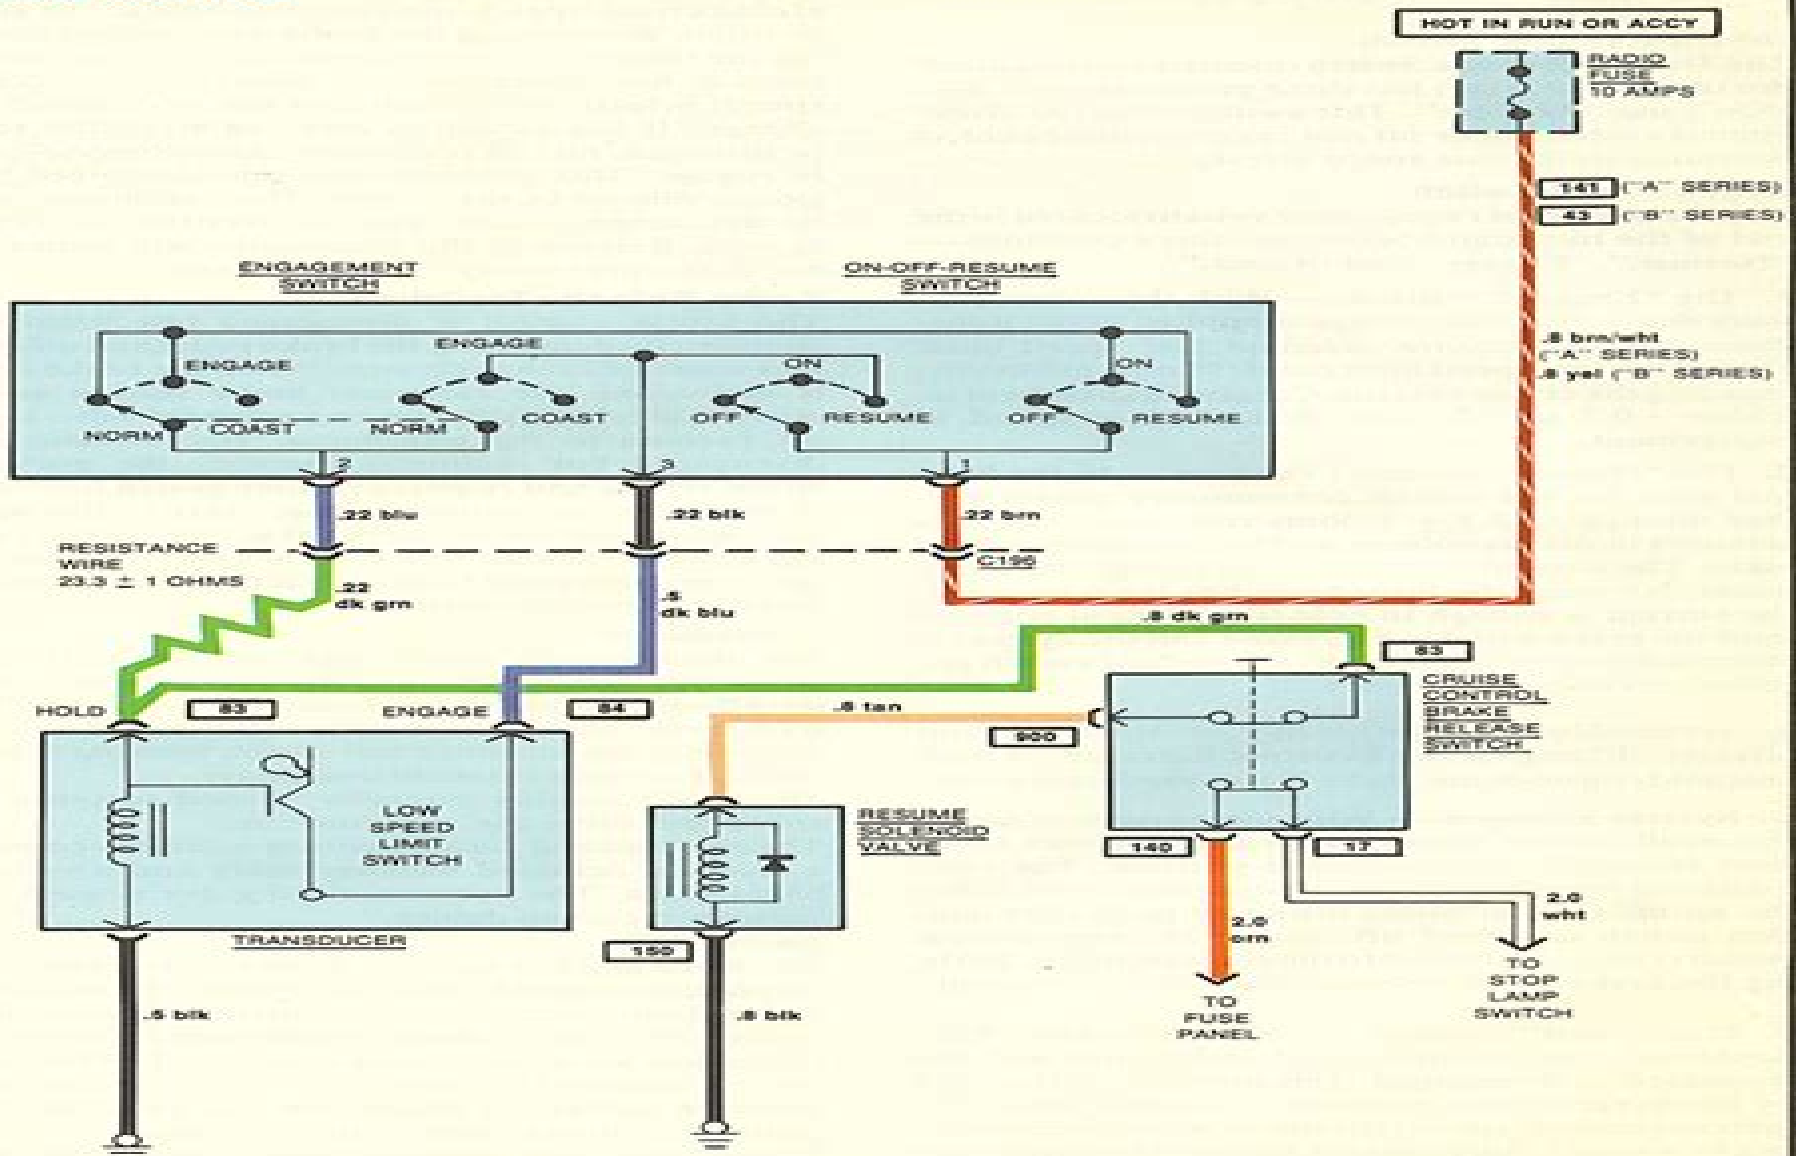 HOT IN RUN OR ACCY
RADIO
FUSE
10 AMPS
141 ("A" SERIES)
43 ("B" SERIES)
.8 brn/wht
("A" SERIES)
.8 yel ("B" SERIES)
ENGAGEMENT
SWITCH
ON-OFF-RESUME
SWITCH
ENGAGE
ENGAGE
ON
ON
NORM
COAST
NORM
COAST
OFF
RESUME
OFF
RESUME
2
3
1
.22 blu
.22 blk
.22 brn
RESISTANCE
WIRE
23.3 ± 1 OHMS
C196
.22
dk grn
.5
dk blu
.8 dk grn
83
HOLD
83
ENGAGE
84
.8 tan
900
CRUISE
CONTROL
BRAKE
RELEASE
SWITCH
LOW
SPEED
LIMIT
SWITCH
RESUME
SOLENOID
VALVE
140
17
TRANSDUCER
150
2.0
orn
2.0
wht
.5 blk
.8 blk
TO
FUSE
PANEL
TO
STOP
LAMP
SWITCH